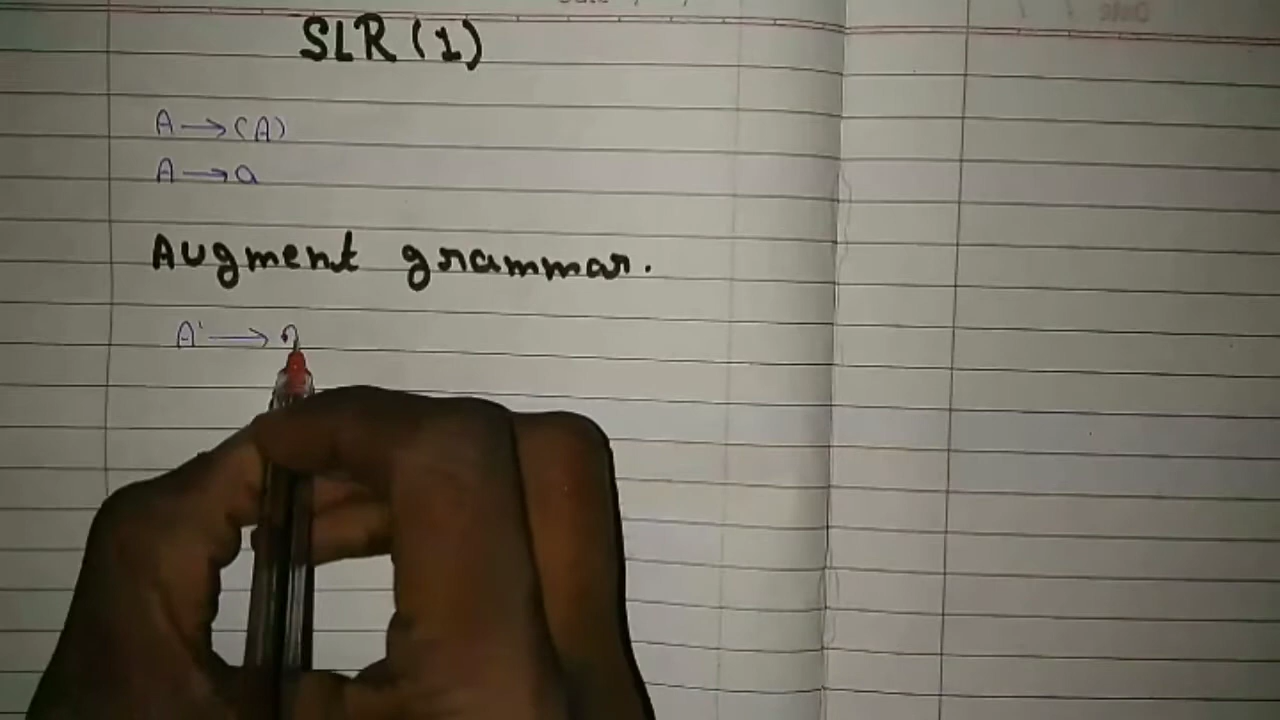 SLR (1)
A → (A)
A → a
Augment grammar.
A' →